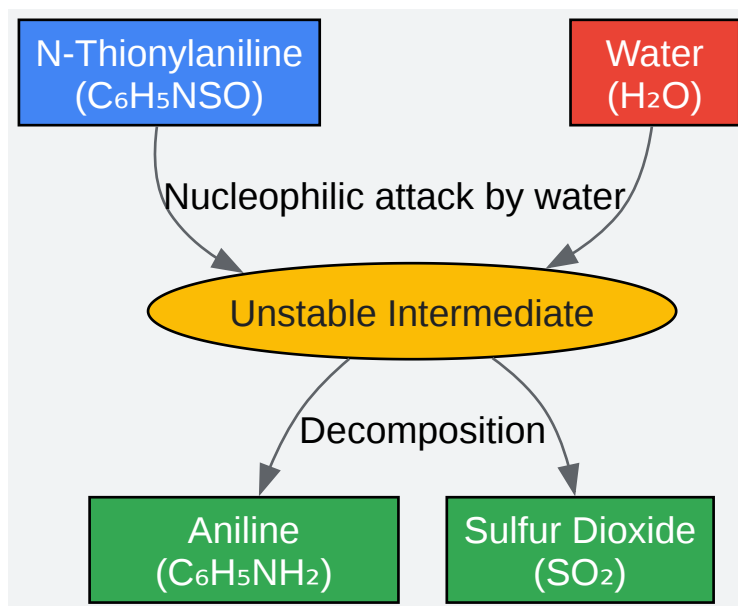 N-Thionylaniline
(C₆H₅NSO)
Water
(H₂O)
Nucleophilic attack by water
Unstable Intermediate
Decomposition
Aniline
(C₆H₅NH₂)
Sulfur Dioxide
(SO₂)